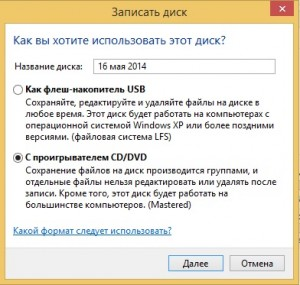 Записать диск
Как вы хотите использовать этот диск?
Название диска: 16 мая 2014
Как флеш-накопитель USB
Сохраняйте, редактируйте и удаляйте файлы на диске в
любое время. Этот диск будет работать на компьютерах с
операционной системой Windows XP или более поздними
версиями. (файловая система LFS)
С проигрывателем CD/DVD
Сохранение файлов на диск производится группами, и
отдельные файлы нельзя редактировать или удалять после
записи. Кроме того, этот диск будет работать на
большинстве компьютеров. (Mastered)
Какой формат следует использовать?
Далее Отмена